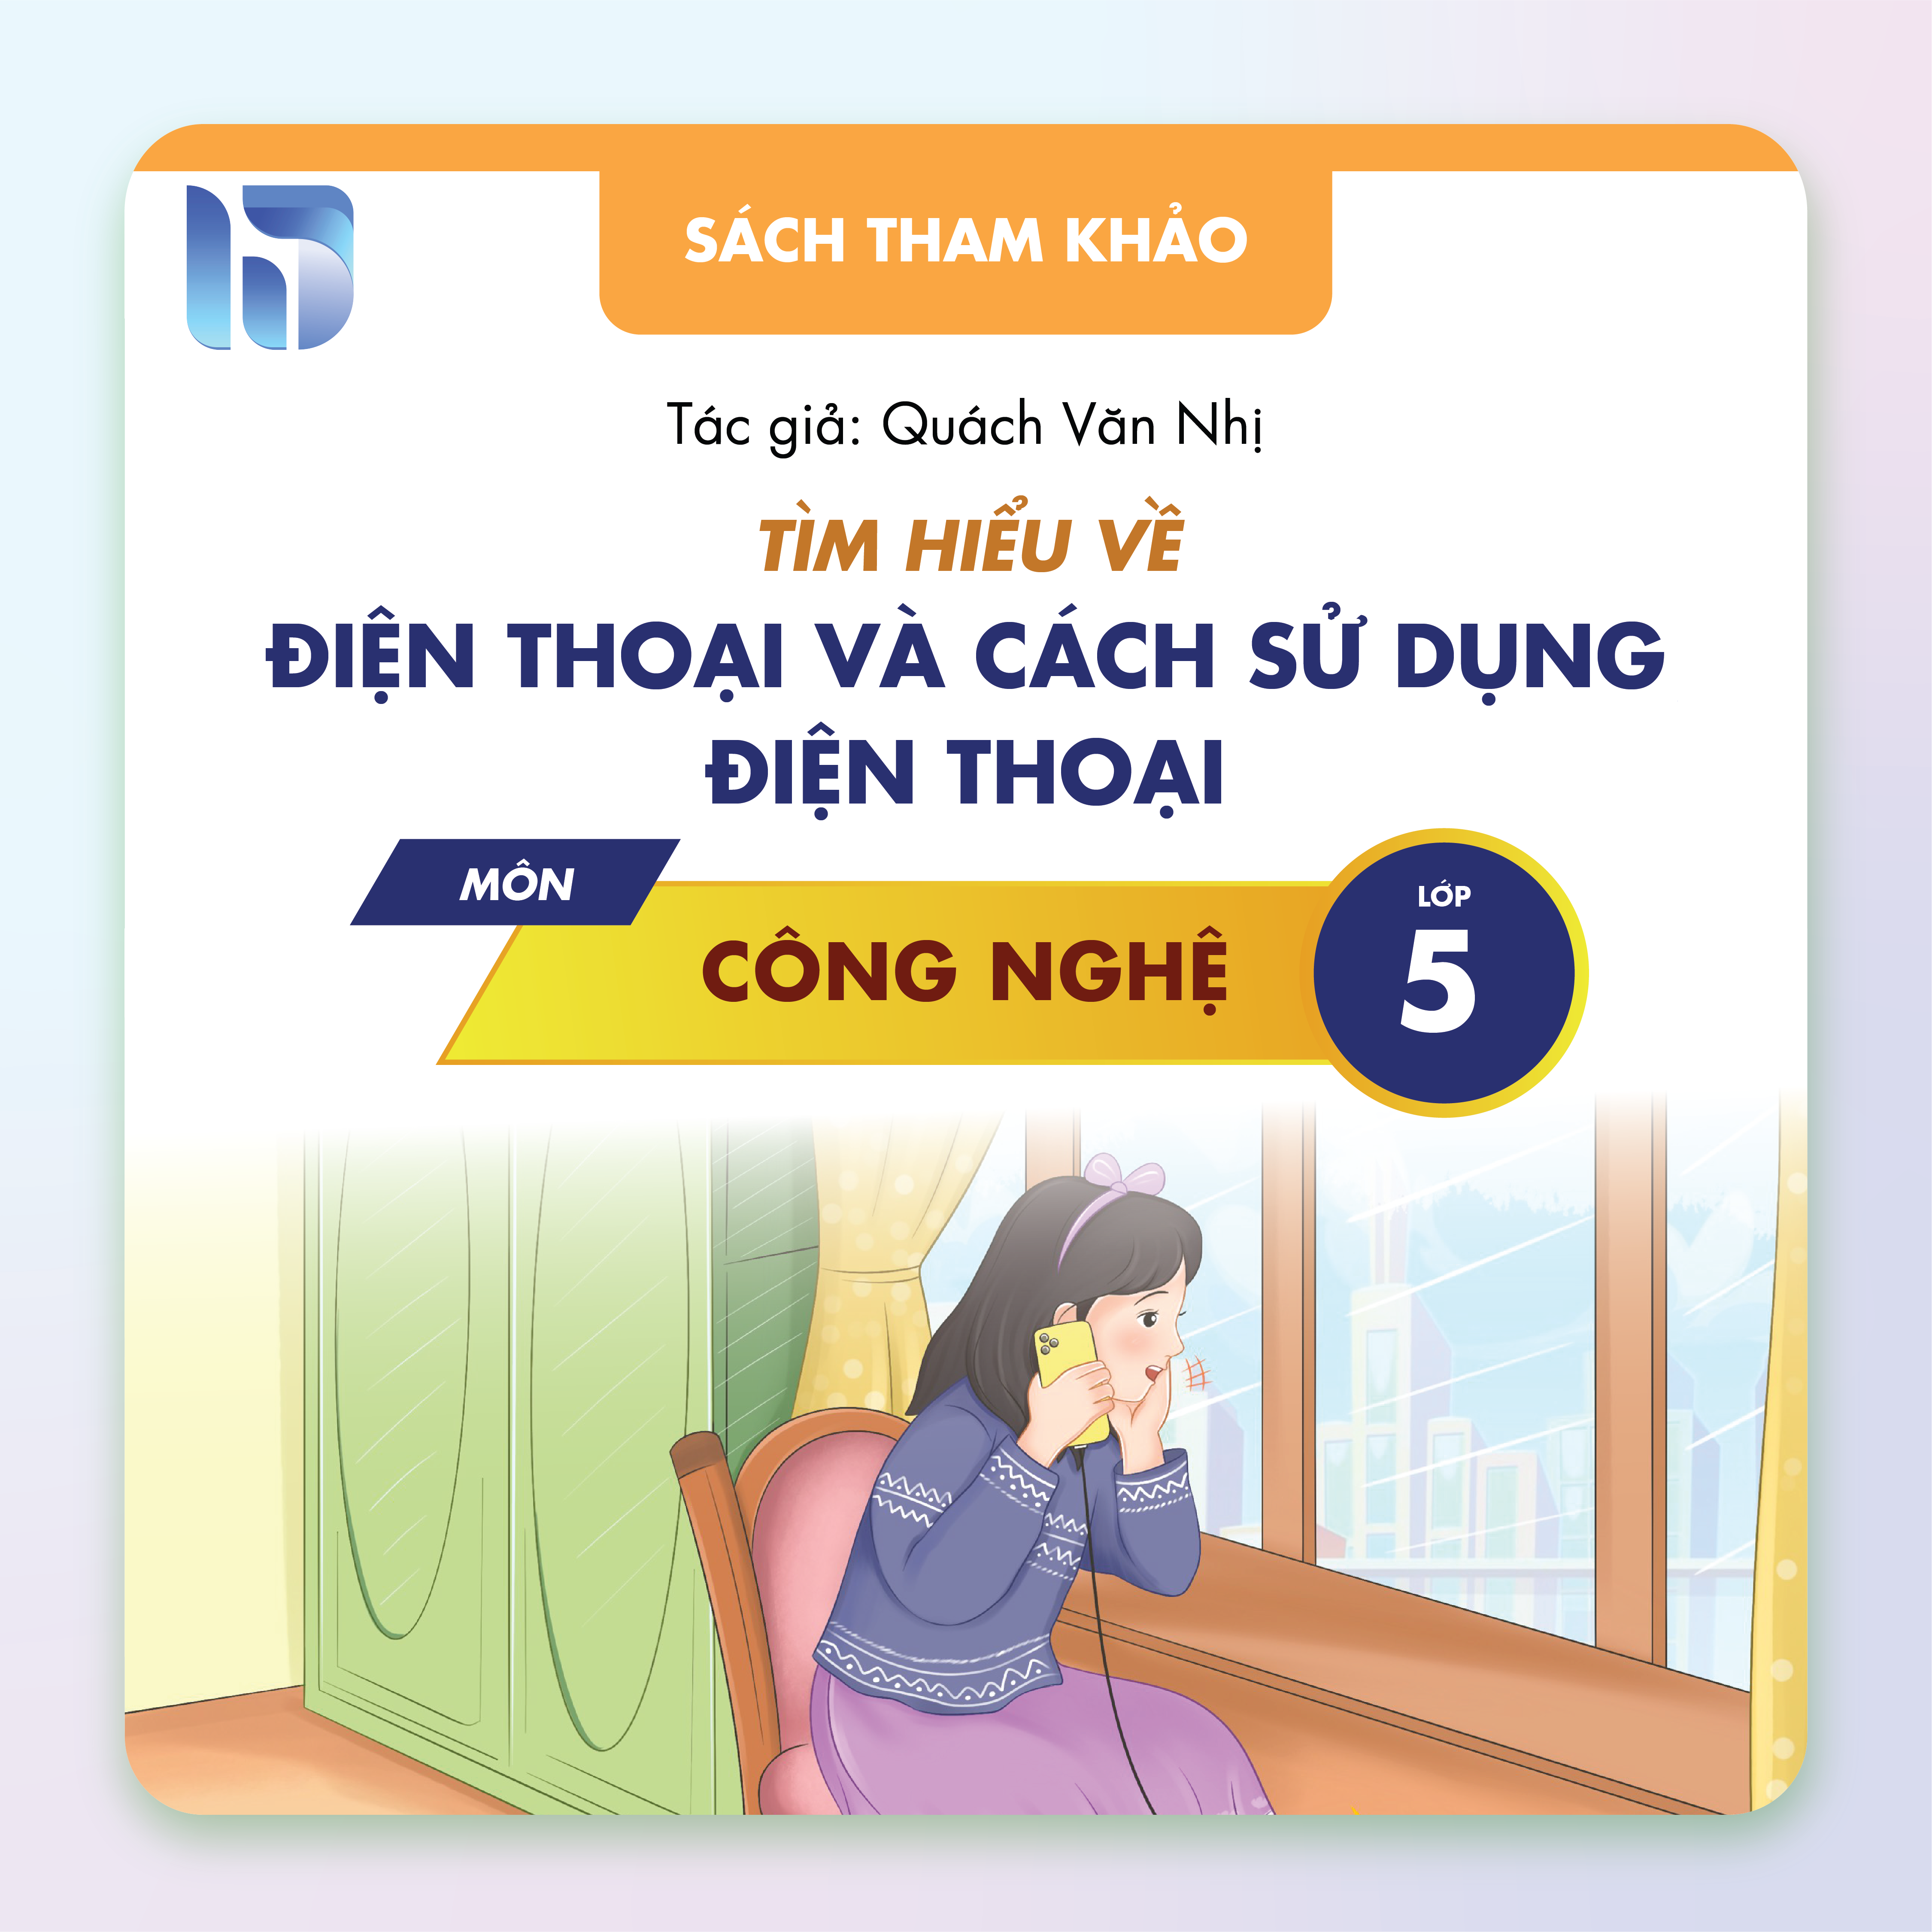 SÁCH THAM KHẢO
Tác giả: Quách Văn Nhị
TÌM HIỂU VỀ
ĐIỆN THOẠI VÀ CÁCH SỬ DỤNG
ĐIỆN THOẠI
MÔN
CÔNG NGHỆ
LỚP
5